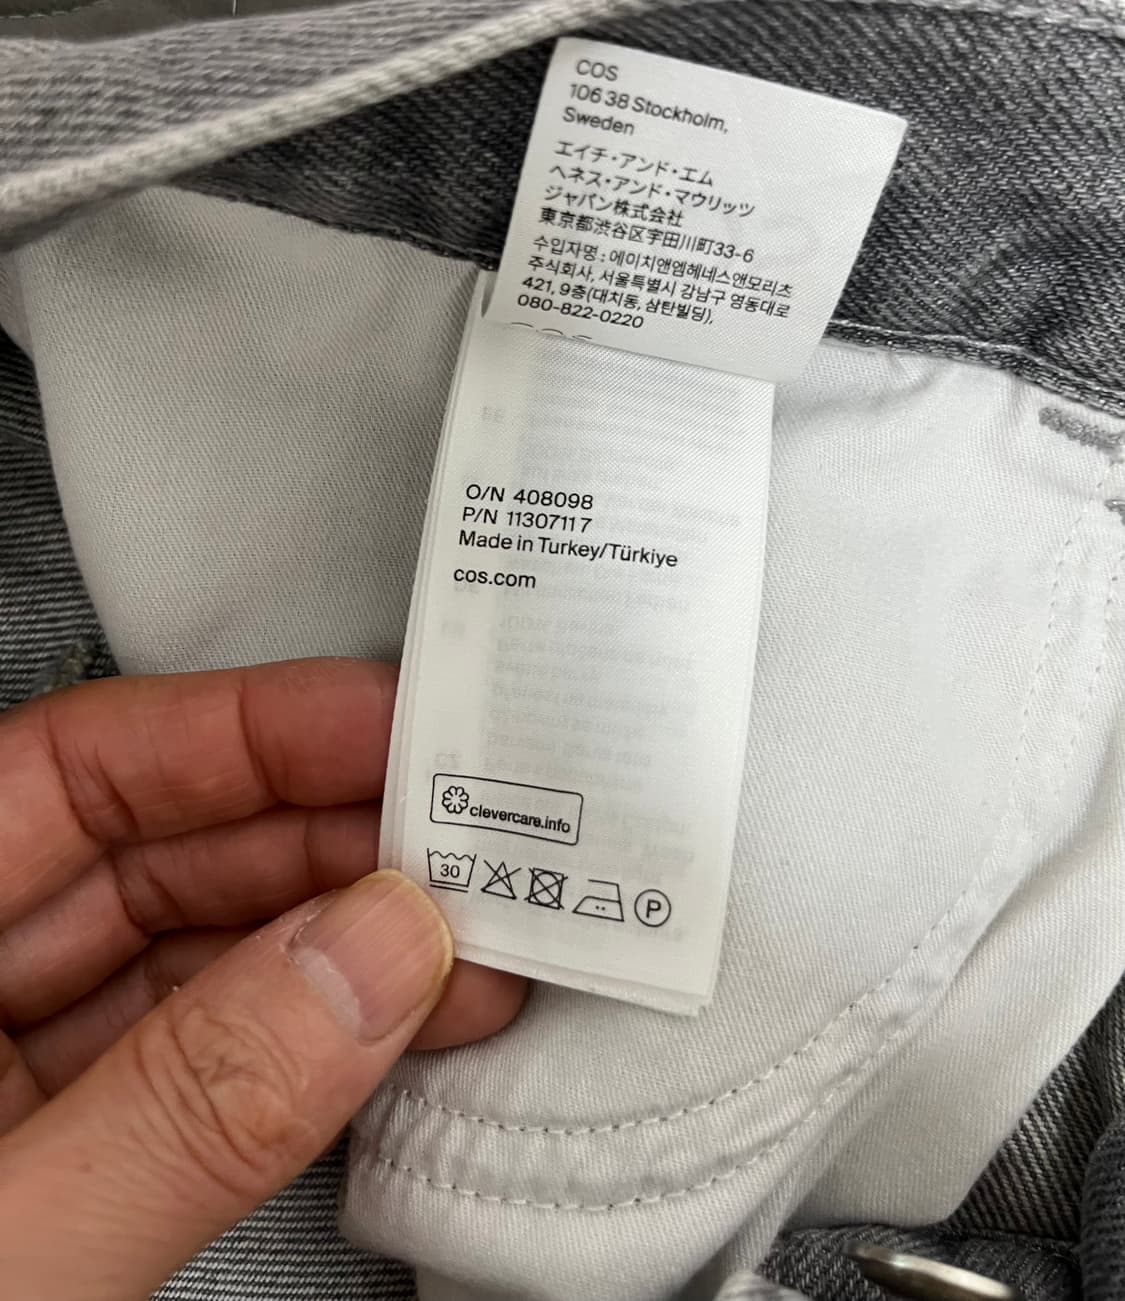 COS
106 38 Stockholm,
Sweden
エイチ・アンド・エム
ヘネス・アンド・マウリッツ
ジャパン株式会社
東京都渋谷区宇田川町33-6
수입자명 : 에이치앤엠헤네스앤모리츠
주식회사, 서울특별시 강남구 영동대로
421, 9층(대치동, 삼탄빌딩),
080-822-0220
O/N 408098
P/N 11307117
Made in Turkey/Türkiye
cos.com
clevercare.info
30
P